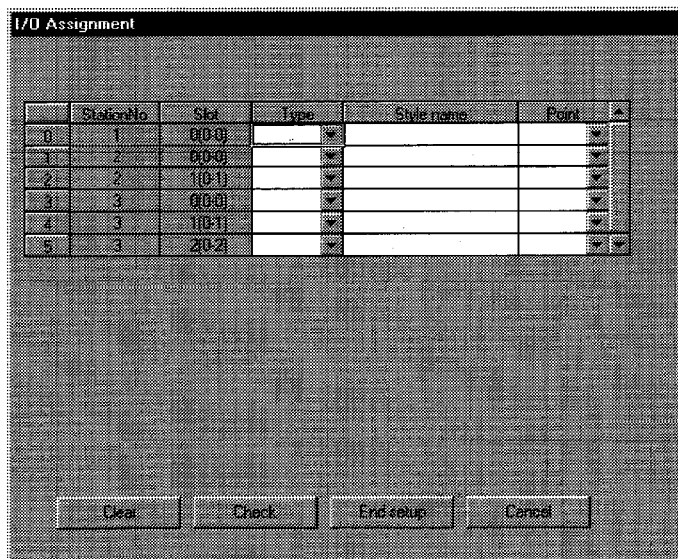 I/O Assignment
StationNo Slot Type Style name Point
0 1 0(0-0)
1 2 0(0-0)
2 2 1(0-1)
3 3 0(0-0)
4 3 1(0-1)
5 3 2(0-2)
Clear Check End setup Cancel